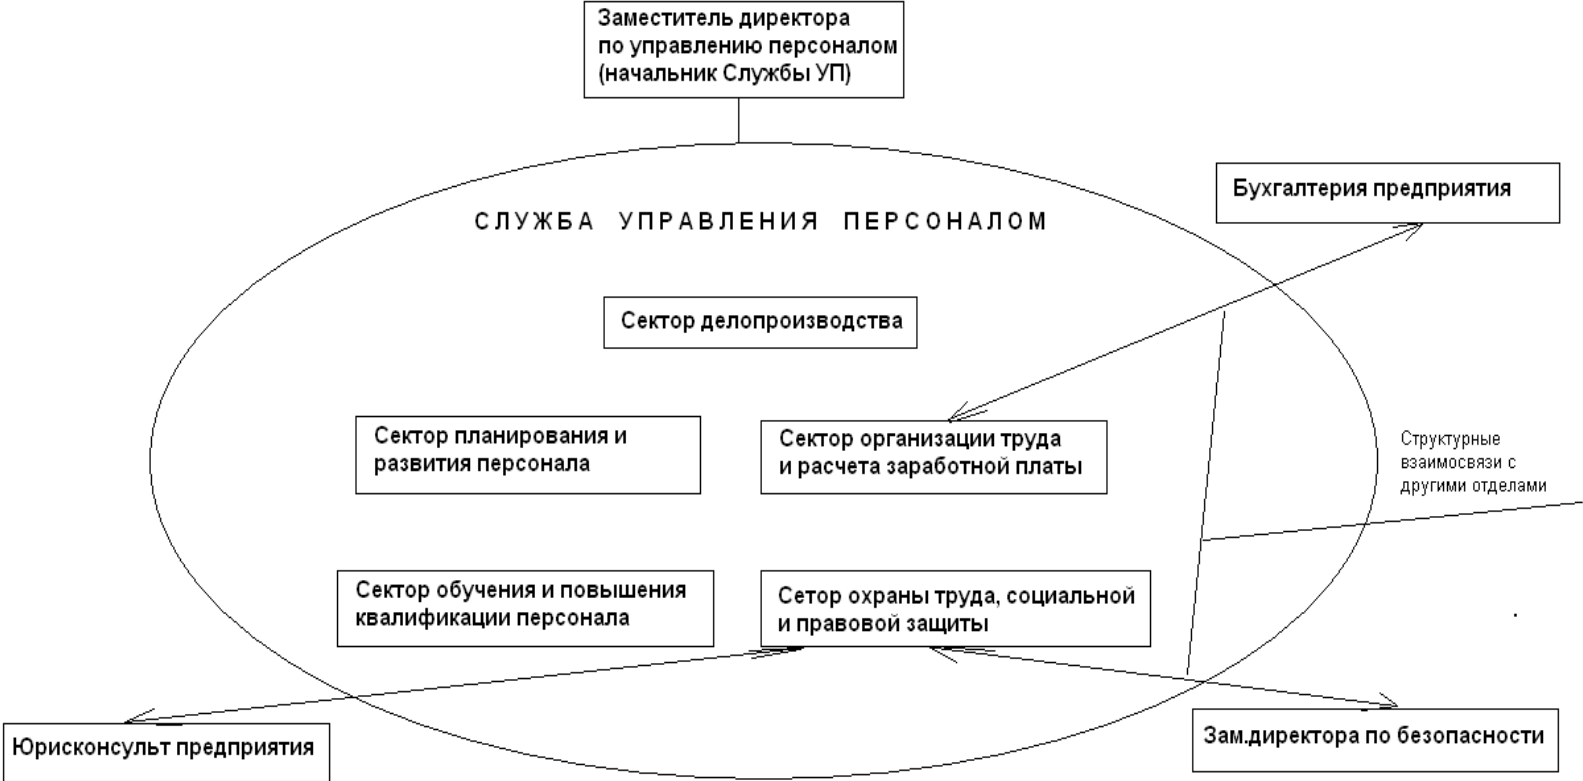 Заместитель директора
по управлению персоналом
(начальник Службы УП)
Бухгалтерия предприятия
СЛУЖБА УПРАВЛЕНИЯ ПЕРСОНАЛОМ
Сектор делопроизводства
Сектор планирования и
развития персонала
Сектор организации труда
и расчета заработной платы
Структурные
взаимосвязи с
другими отделами
Сектор обучения и повышения
квалификации персонала
Сетор охраны труда, социальной
и правовой защиты
Юрисконсульт предприятия
Зам.директора по безопасности